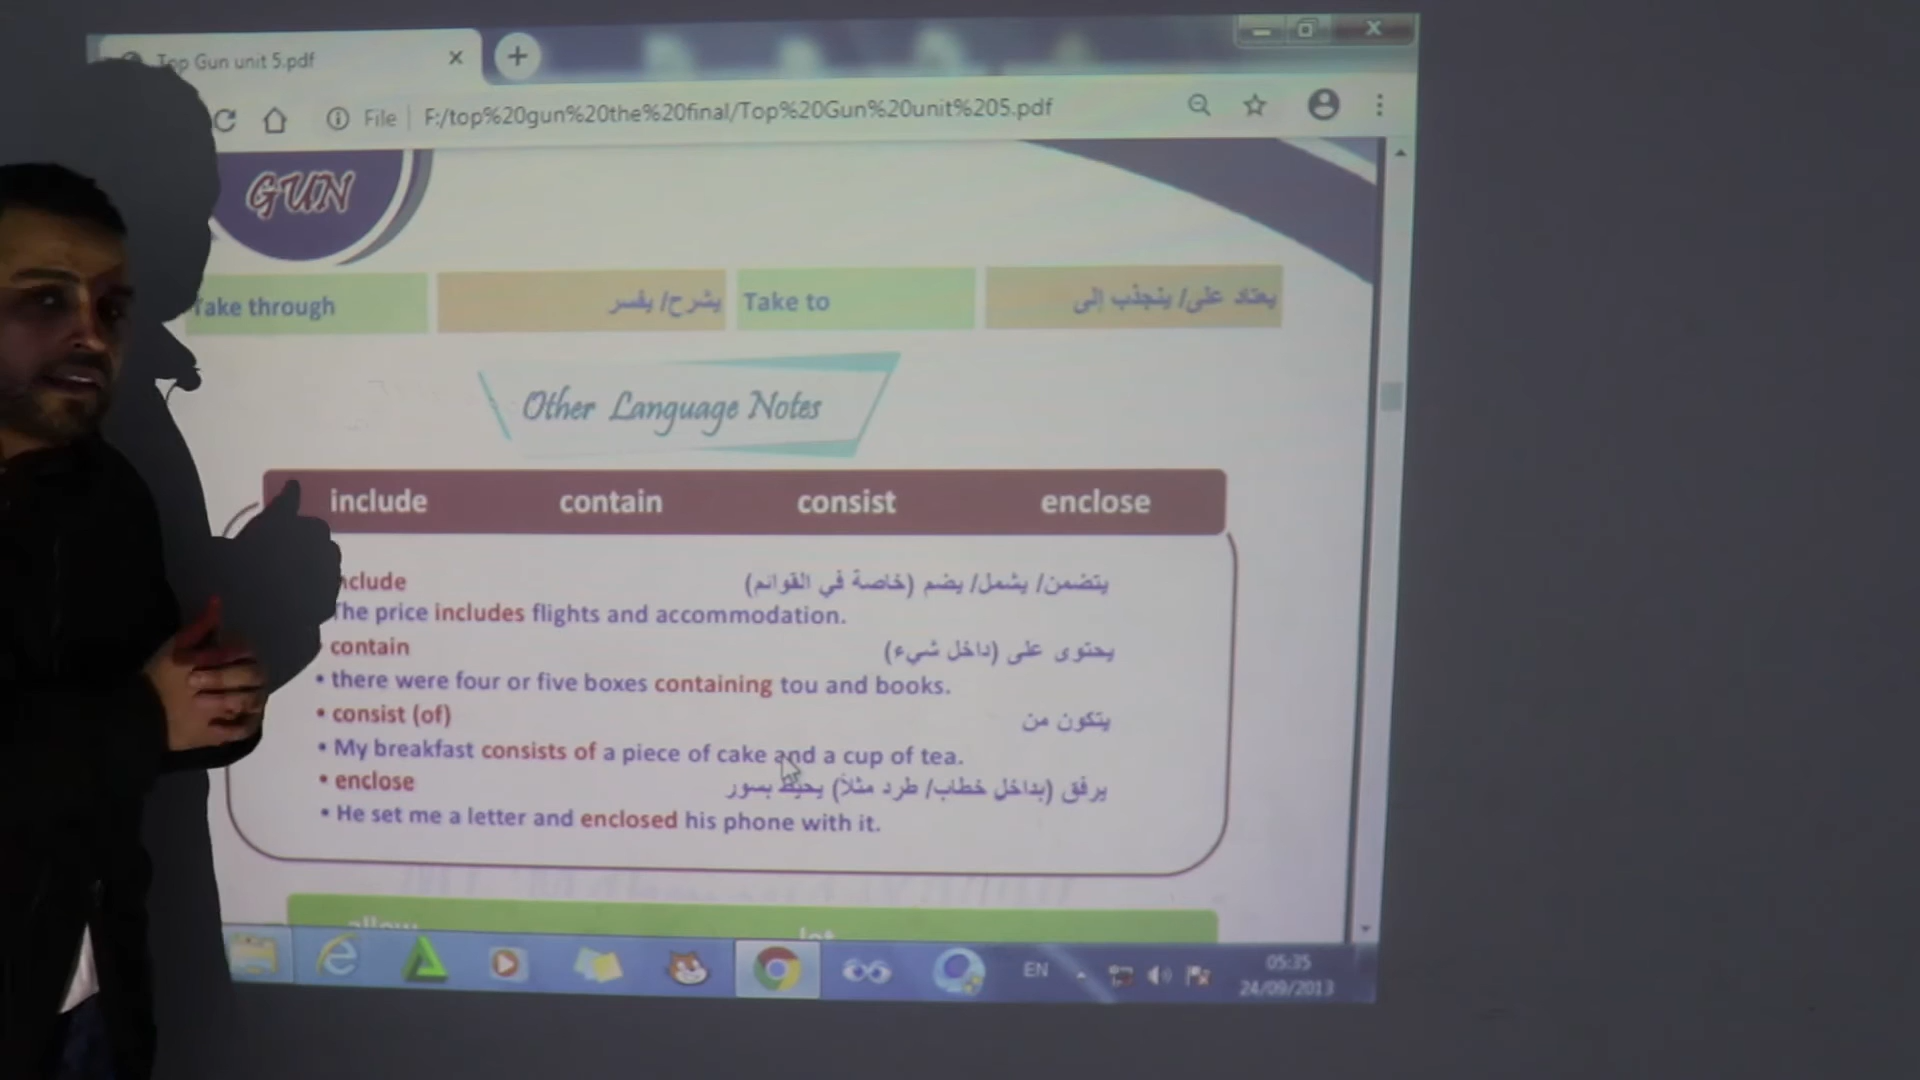 Top Gun unit 5.pdf
File F:/top%20gun%20the%20final/Top%20Gun%20unit%205.pdf
GUN
Take through يشرح/ يفسر Take to يعتاد على/ ينجذب إلى
Other Language Notes
include contain consist enclose
include يتضمن/ يشمل/ يضم (خاصة في القوائم)
The price includes flights and accommodation.
contain يحتوى على (داخل شيء)
• there were four or five boxes containing tou and books.
• consist (of) يتكون من
• My breakfast consists of a piece of cake and a cup of tea.
• enclose يرفق (بداخل خطاب/ طرد مثلاً) يحيط بسور
• He set me a letter and enclosed his phone with it.
allow let
EN 05:35
24/09/2013